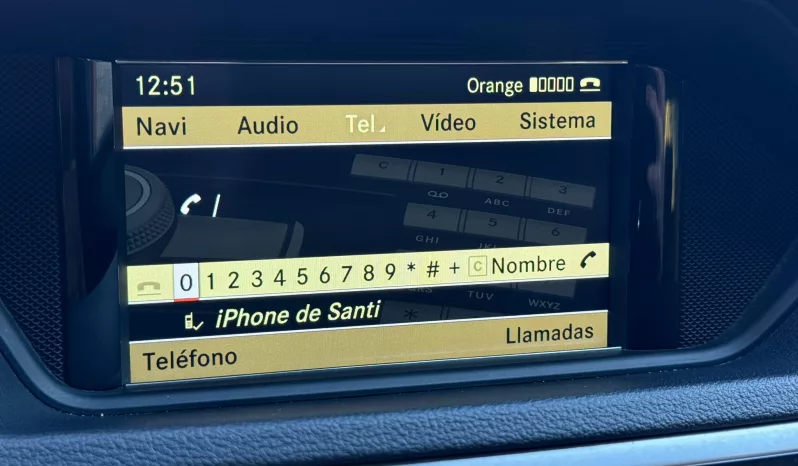 12:51 Orange
Navi Audio Tel Vídeo Sistema
C 1 2 3
ABC DEF
4 5 6
GHI
0 1 2 3 4 5 6 7 8 9 * # + C Nombre
TUV WXYZ
*
iPhone de Santi
Teléfono Llamadas